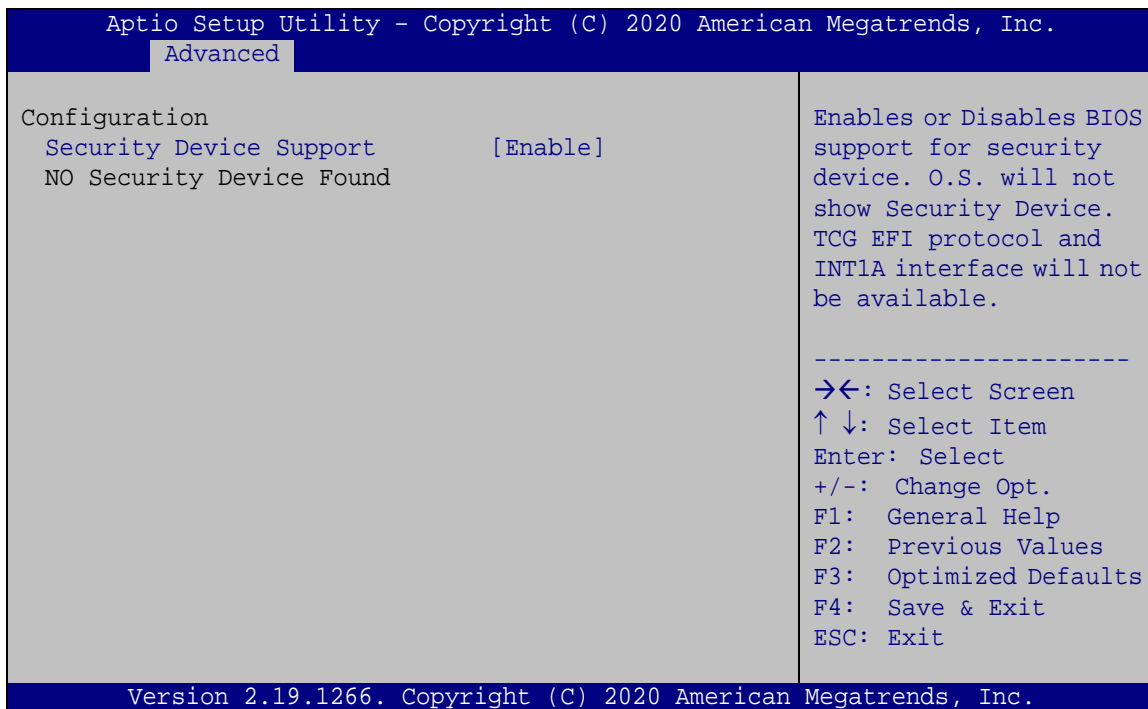 Aptio Setup Utility – Copyright (C) 2020 American Megatrends, Inc.
Advanced
Configuration
Security Device Support [Enable]
NO Security Device Found
Enables or Disables BIOS
support for security
device. O.S. will not
show Security Device.
TCG EFI protocol and
INT1A interface will not
be available.
----------------------
→←: Select Screen
↑ ↓: Select Item
Enter: Select
+/-: Change Opt.
F1: General Help
F2: Previous Values
F3: Optimized Defaults
F4: Save & Exit
ESC: Exit
Version 2.19.1266. Copyright (C) 2020 American Megatrends, Inc.